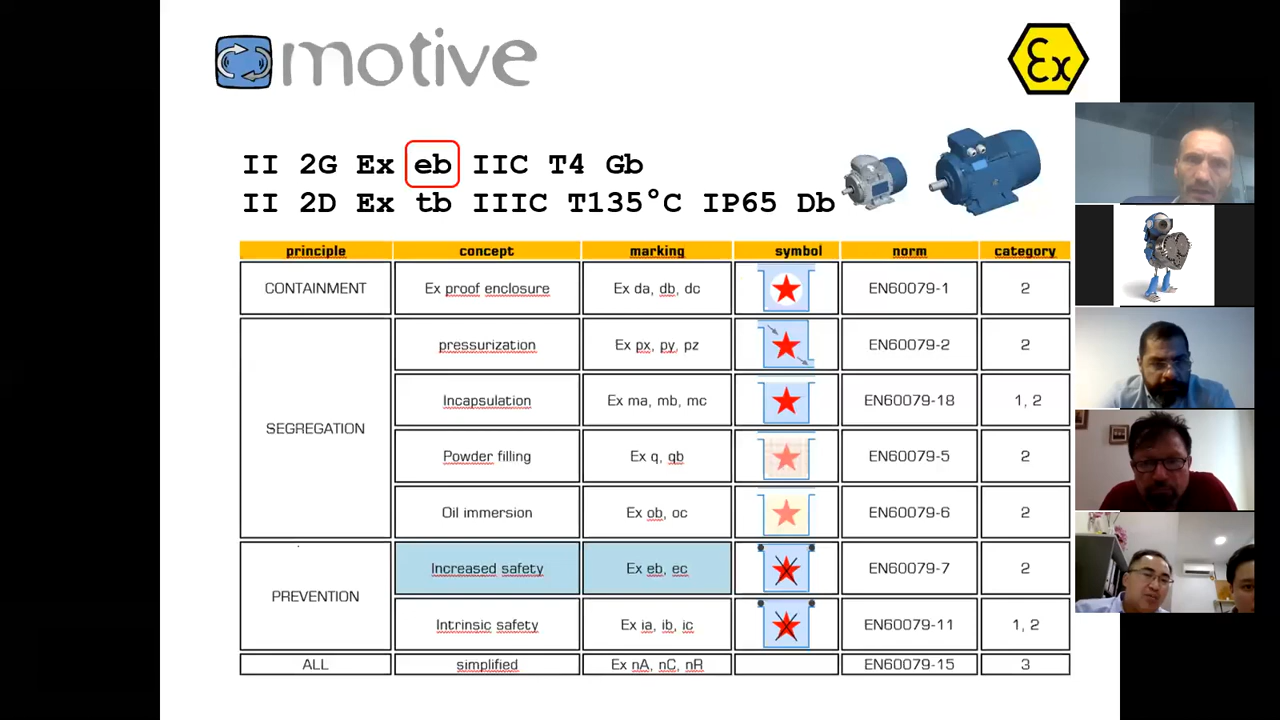 motive
Ex
II 2G Ex eb IIC T4 Gb
II 2D Ex tb IIIC T135°C IP65 Db
principle concept marking symbol norm category
CONTAINMENT Ex proof enclosure Ex da, db, dc EN60079-1 2
SEGREGATION pressurization Ex px, py, pz EN60079-2 2
Incapsulation Ex ma, mb, mc EN60079-18 1, 2
Powder filling Ex q, qb EN60079-5 2
Oil immersion Ex ob, oc EN60079-6 2
PREVENTION Increased safety Ex eb, ec EN60079-7 2
Intrinsic safety Ex ia, ib, ic EN60079-11 1, 2
ALL simplified Ex nA, nC, nR EN60079-15 3